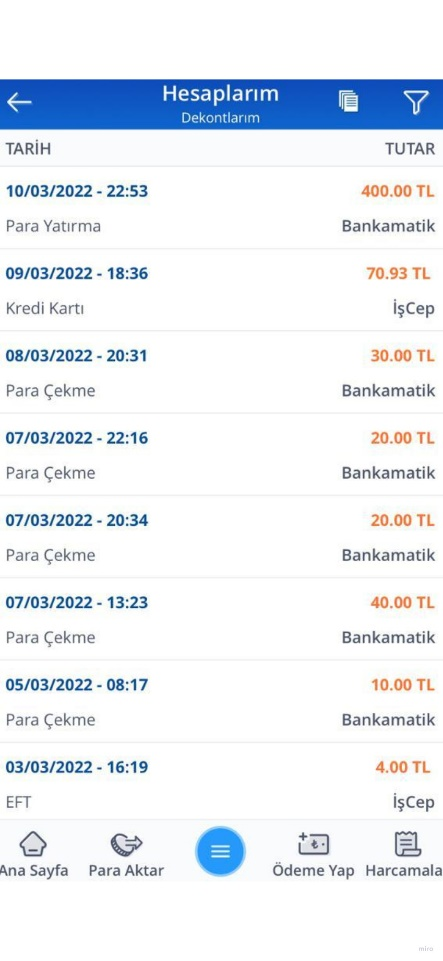 Hesaplarım
Dekontlarım
TARİH TUTAR
10/03/2022 - 22:53 400.00 TL
Para Yatırma Bankamatik
09/03/2022 - 18:36 70.93 TL
Kredi Kartı İşCep
08/03/2022 - 20:31 30.00 TL
Para Çekme Bankamatik
07/03/2022 - 22:16 20.00 TL
Para Çekme Bankamatik
07/03/2022 - 20:34 20.00 TL
Para Çekme Bankamatik
07/03/2022 - 13:23 40.00 TL
Para Çekme Bankamatik
05/03/2022 - 08:17 10.00 TL
Para Çekme Bankamatik
03/03/2022 - 16:19 4.00 TL
EFT İşCep
Ana Sayfa Para Aktar Ödeme Yap Harcamala
miro